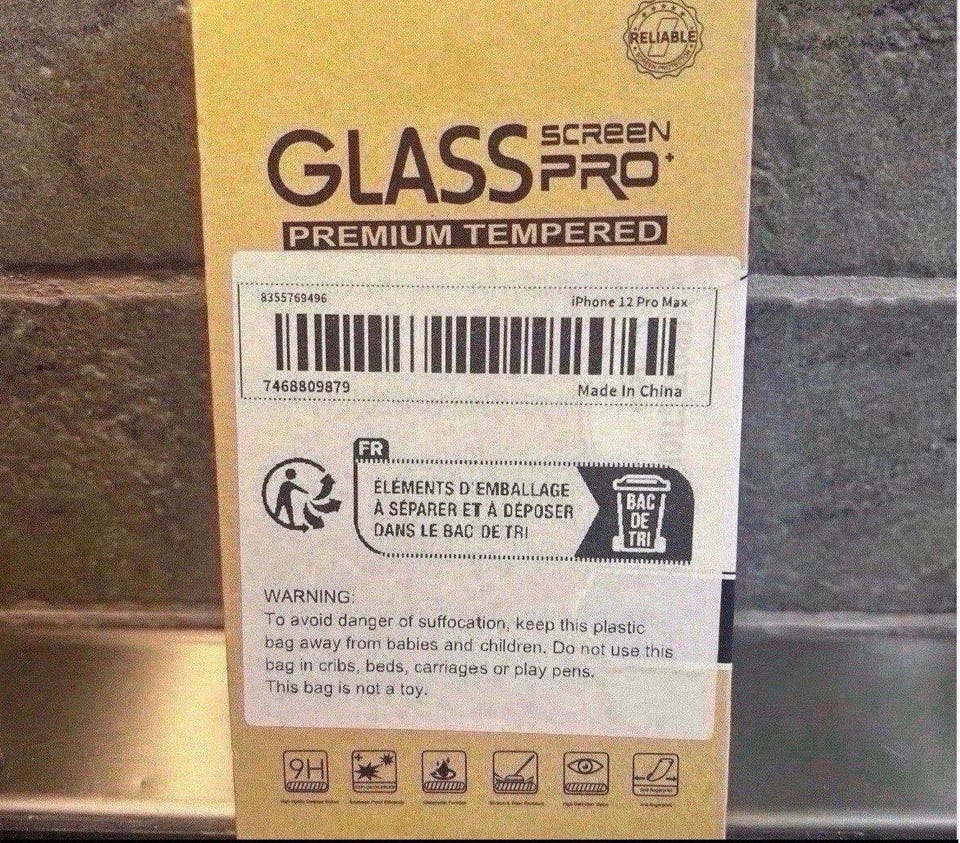 RELIABLE
GLASS SCREEN PRO+
PREMIUM TEMPERED
8355769496 iPhone 12 Pro Max
7468809879 Made In China
FR
ÉLÉMENTS D'EMBALLAGE
À SÉPARER ET À DÉPOSER
DANS LE BAC DE TRI
BAC
DE
TRI
WARNING:
To avoid danger of suffocation, keep this plastic
bag away from babies and children. Do not use this
bag in cribs, beds, carriages or play pens.
This bag is not a toy.
9H